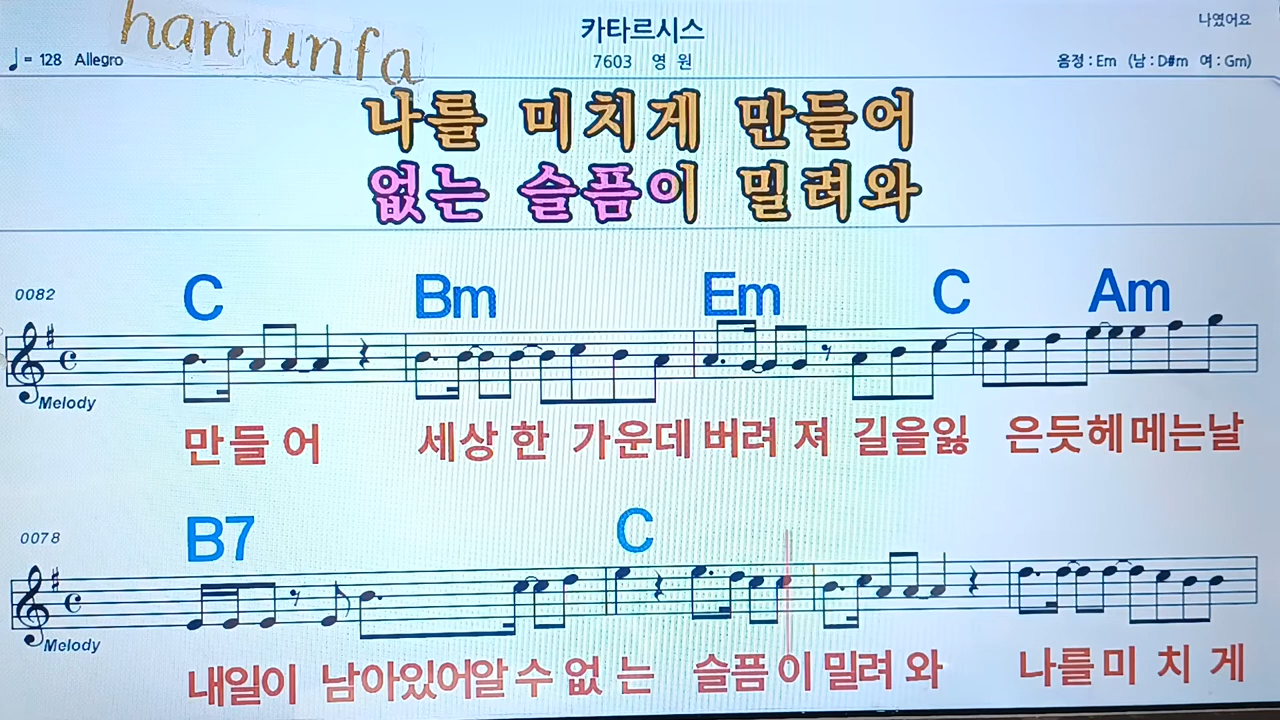 han unfa
카타르시스
나였어요
♩= 128 Allegro
7603 영 원
음정 : Em (남 : D#m 여 : Gm)
나를 미치게 만들어
없는 슬픔이 밀려와
0082
C Bm Em C Am
Melody
만들어 세상 한 가운데 버려 져 길을잃 은듯헤메는날
0078
B7 C
Melody
내일이 남아있어알 수 없 는 슬픔 이 밀려 와 나를미 치 게